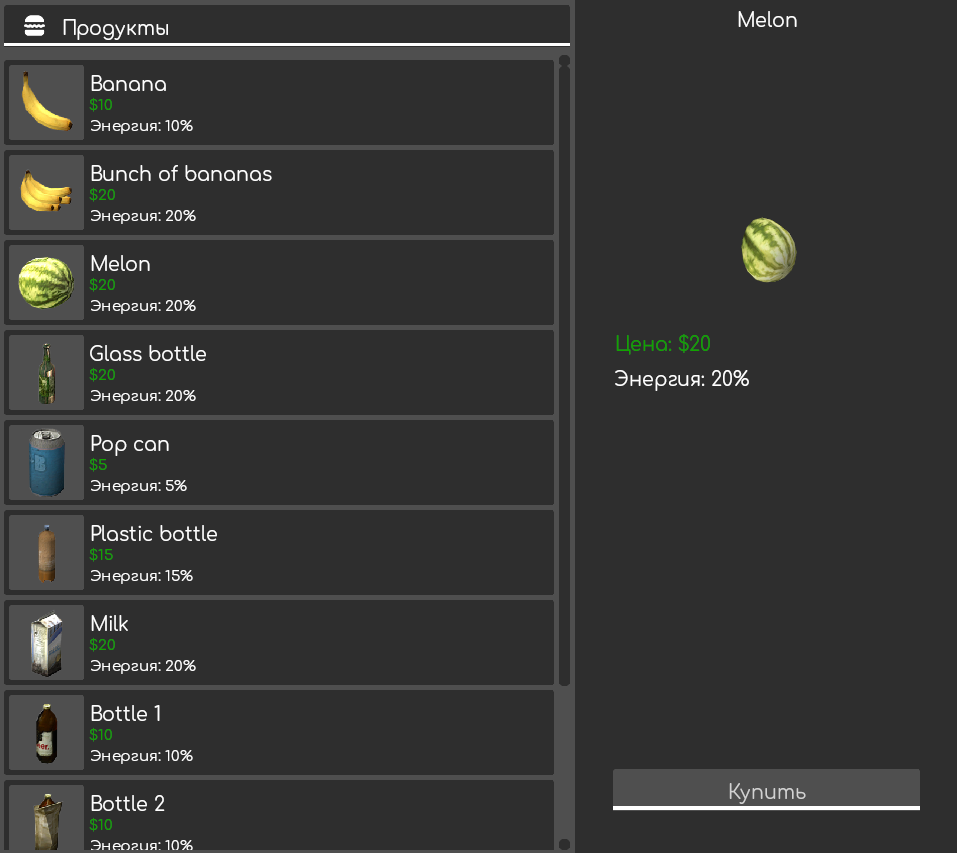 Продукты
Banana
$10
Энергия: 10%
Bunch of bananas
$20
Энергия: 20%
Melon
$20
Энергия: 20%
Glass bottle
$20
Энергия: 20%
Pop can
$5
Энергия: 5%
Plastic bottle
$15
Энергия: 15%
Milk
$20
Энергия: 20%
Bottle 1
$10
Энергия: 10%
Bottle 2
$10
Энергия: 10%
Melon
Цена: $20
Энергия: 20%
Купить